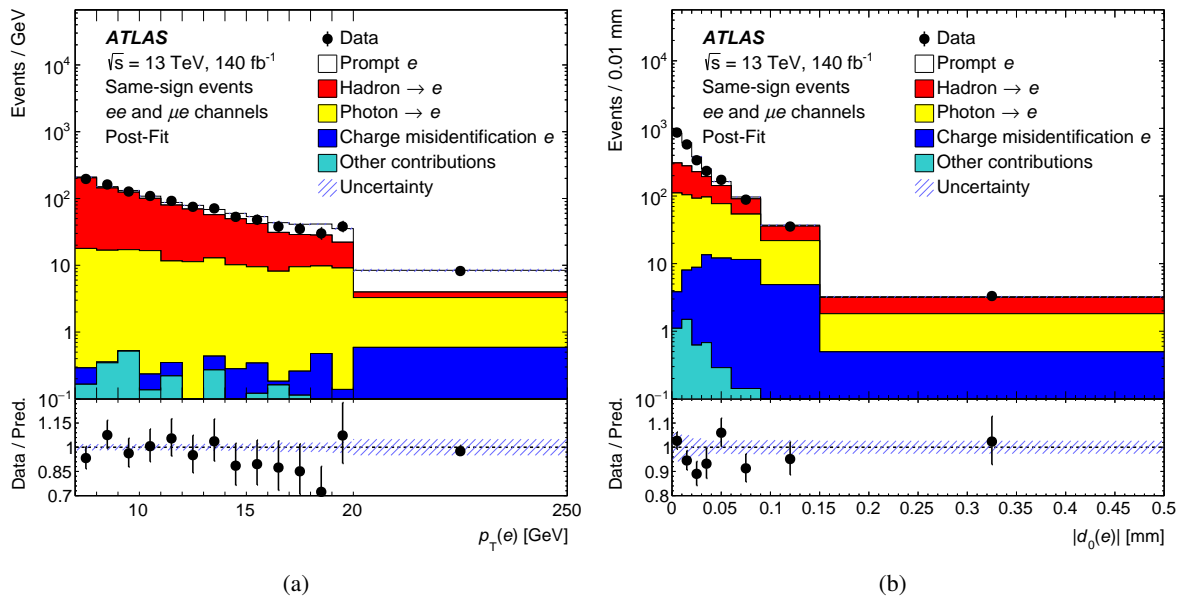 Events / GeV
10⁴
10³
10²
10
1
10⁻¹
ATLAS
√s = 13 TeV, 140 fb⁻¹
Same-sign events
ee and μe channels
Post-Fit
Data
Prompt e
Hadron → e
Photon → e
Charge misidentification e
Other contributions
Uncertainty
Data / Pred.
1.15
1
0.85
0.7
10 15 20 250
p_T(e) [GeV]
(a)
Events / 0.01 mm
10⁴
10³
10²
10
1
10⁻¹
ATLAS
√s = 13 TeV, 140 fb⁻¹
Same-sign events
ee and μe channels
Post-Fit
Data
Prompt e
Hadron → e
Photon → e
Charge misidentification e
Other contributions
Uncertainty
Data / Pred.
1.1
1
0.9
0.8
0 0.05 0.1 0.15 0.2 0.25 0.3 0.35 0.4 0.45 0.5
|d₀(e)| [mm]
(b)